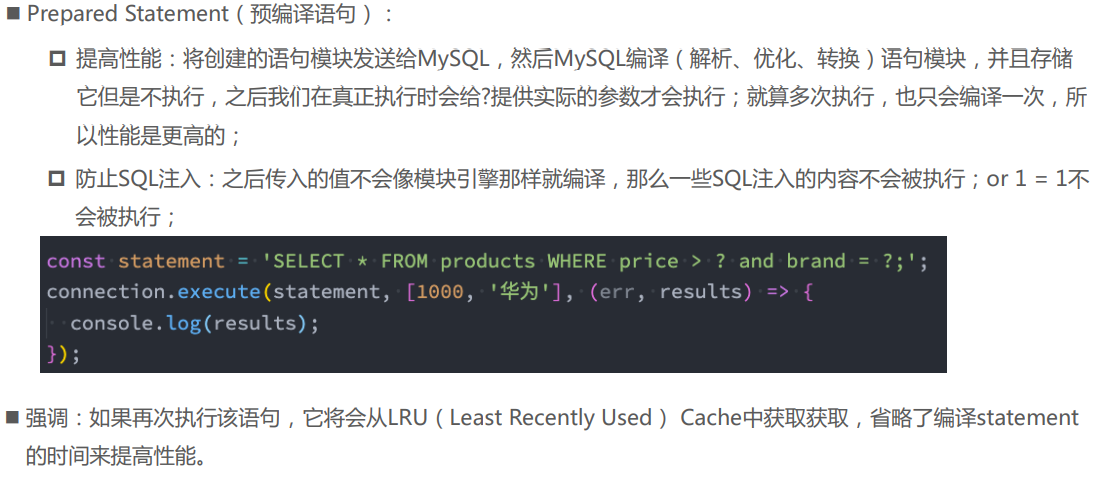 ■ Prepared Statement（预编译语句）:
提高性能：将创建的语句模块发送给MySQL，然后MySQL编译（解析、优化、转换）语句模块，并且存储
它但是不执行，之后我们在真正执行时会给?提供实际的参数才会执行；就算多次执行，也只会编译一次，所
以性能是更高的；
防止SQL注入：之后传入的值不会像模块引擎那样就编译，那么一些SQL注入的内容不会被执行；or 1 = 1不
会被执行；
const statement = 'SELECT * FROM products WHERE price > ? and brand = ?;';
connection.execute(statement, [1000, '华为'], (err, results) => {
  console.log(results);
});
■ 强调：如果再次执行该语句，它将会从LRU（Least Recently Used） Cache中获取获取，省略了编译statement
的时间来提高性能。